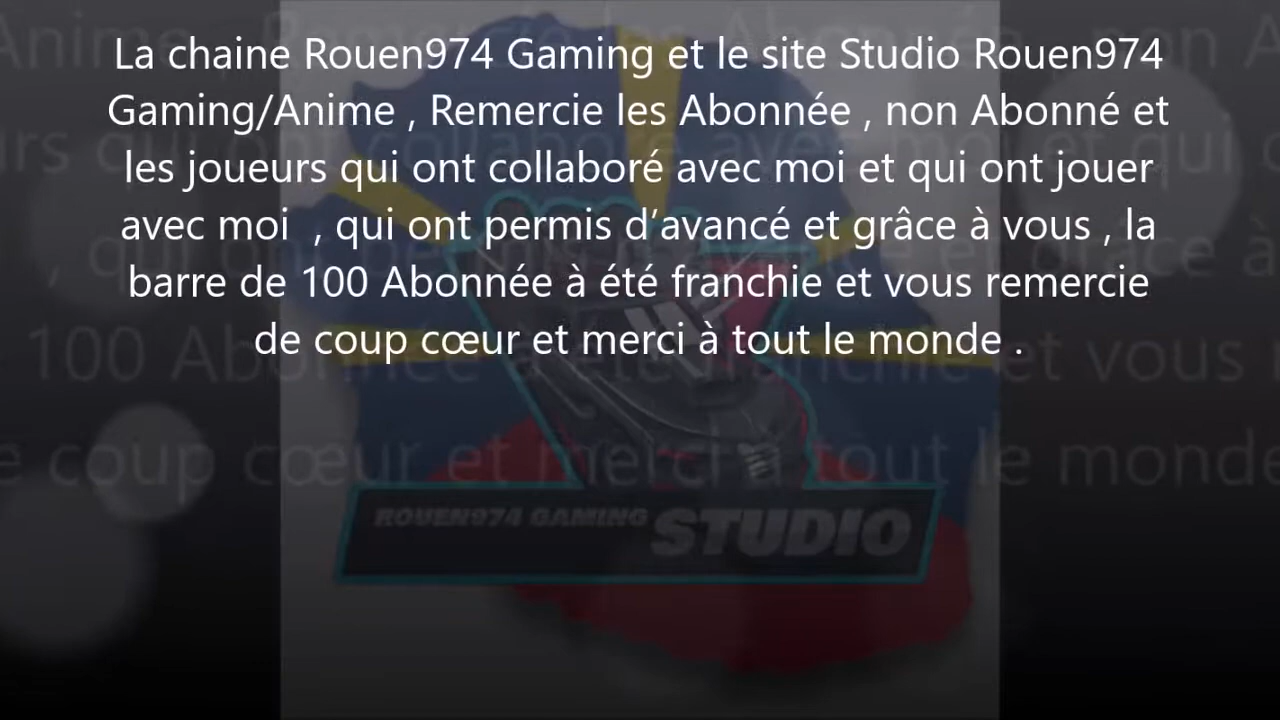 La chaine Rouen974 Gaming et le site Studio Rouen974
Gaming/Anime , Remercie les Abonnée , non Abonné et
les joueurs qui ont collaboré avec moi et qui ont jouer
avec moi  , qui ont permis d’avancé et grâce à vous , la
barre de 100 Abonnée à été franchie et vous remercie
de coup cœur et merci à tout le monde .
ROUEN974 GAMING STUDIO